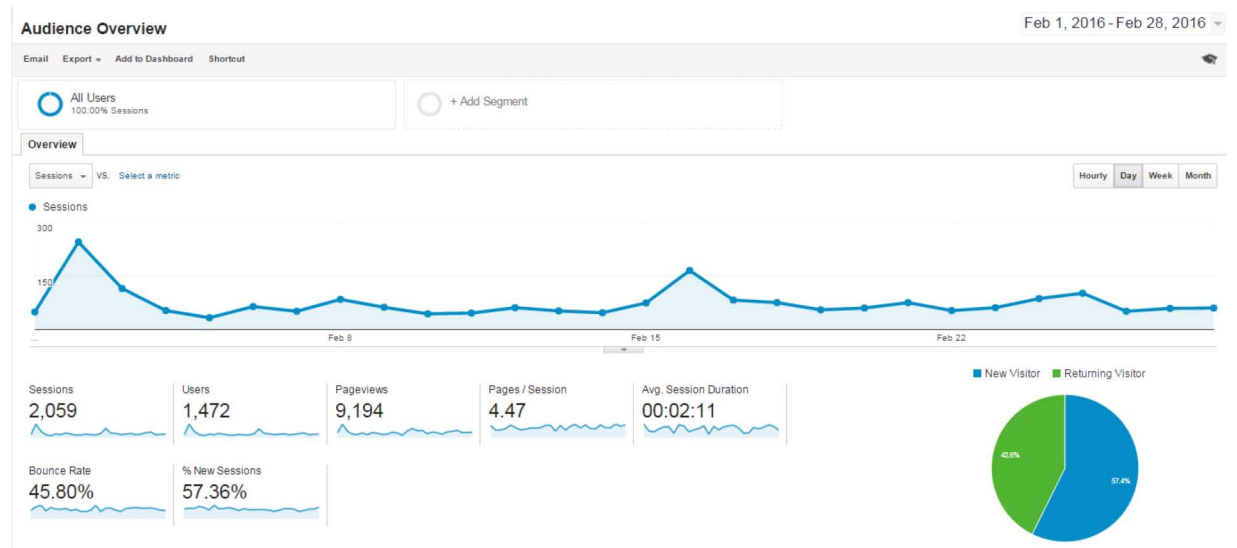 Audience Overview
Feb 1, 2016 - Feb 28, 2016
Email Export Add to Dashboard Shortcut
All Users
100.00% Sessions
+ Add Segment
Overview
Sessions VS. Select a metric
Hourly Day Week Month
Sessions
300
150
... Feb 8 Feb 15 Feb 22
New Visitor Returning Visitor
Sessions
2,059
Users
1,472
Pageviews
9,194
Pages / Session
4.47
Avg. Session Duration
00:02:11
Bounce Rate
45.80%
% New Sessions
57.36%
42.6%
57.4%